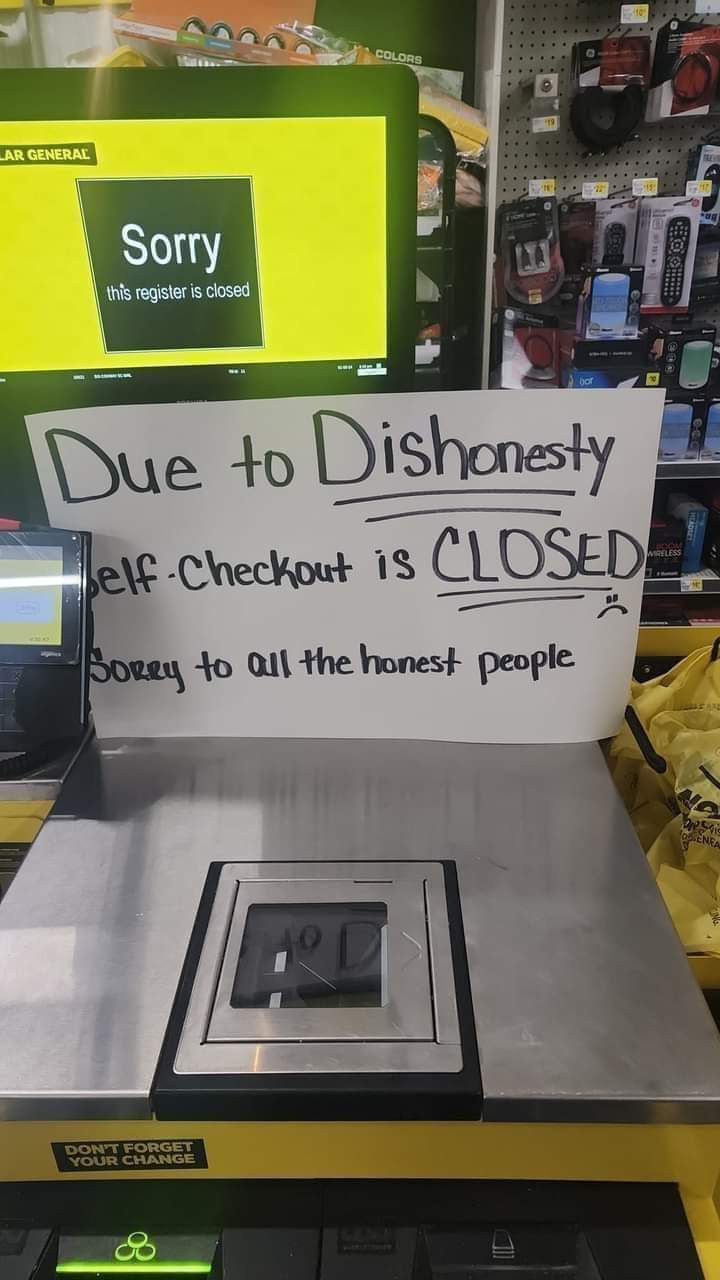 COLORS
LAR GENERAL
Sorry
this register is closed
Due to Dishonesty
elf-Checkout is CLOSED
Sorry to all the honest people
WIRELESS
DON'T FORGET
YOUR CHANGE